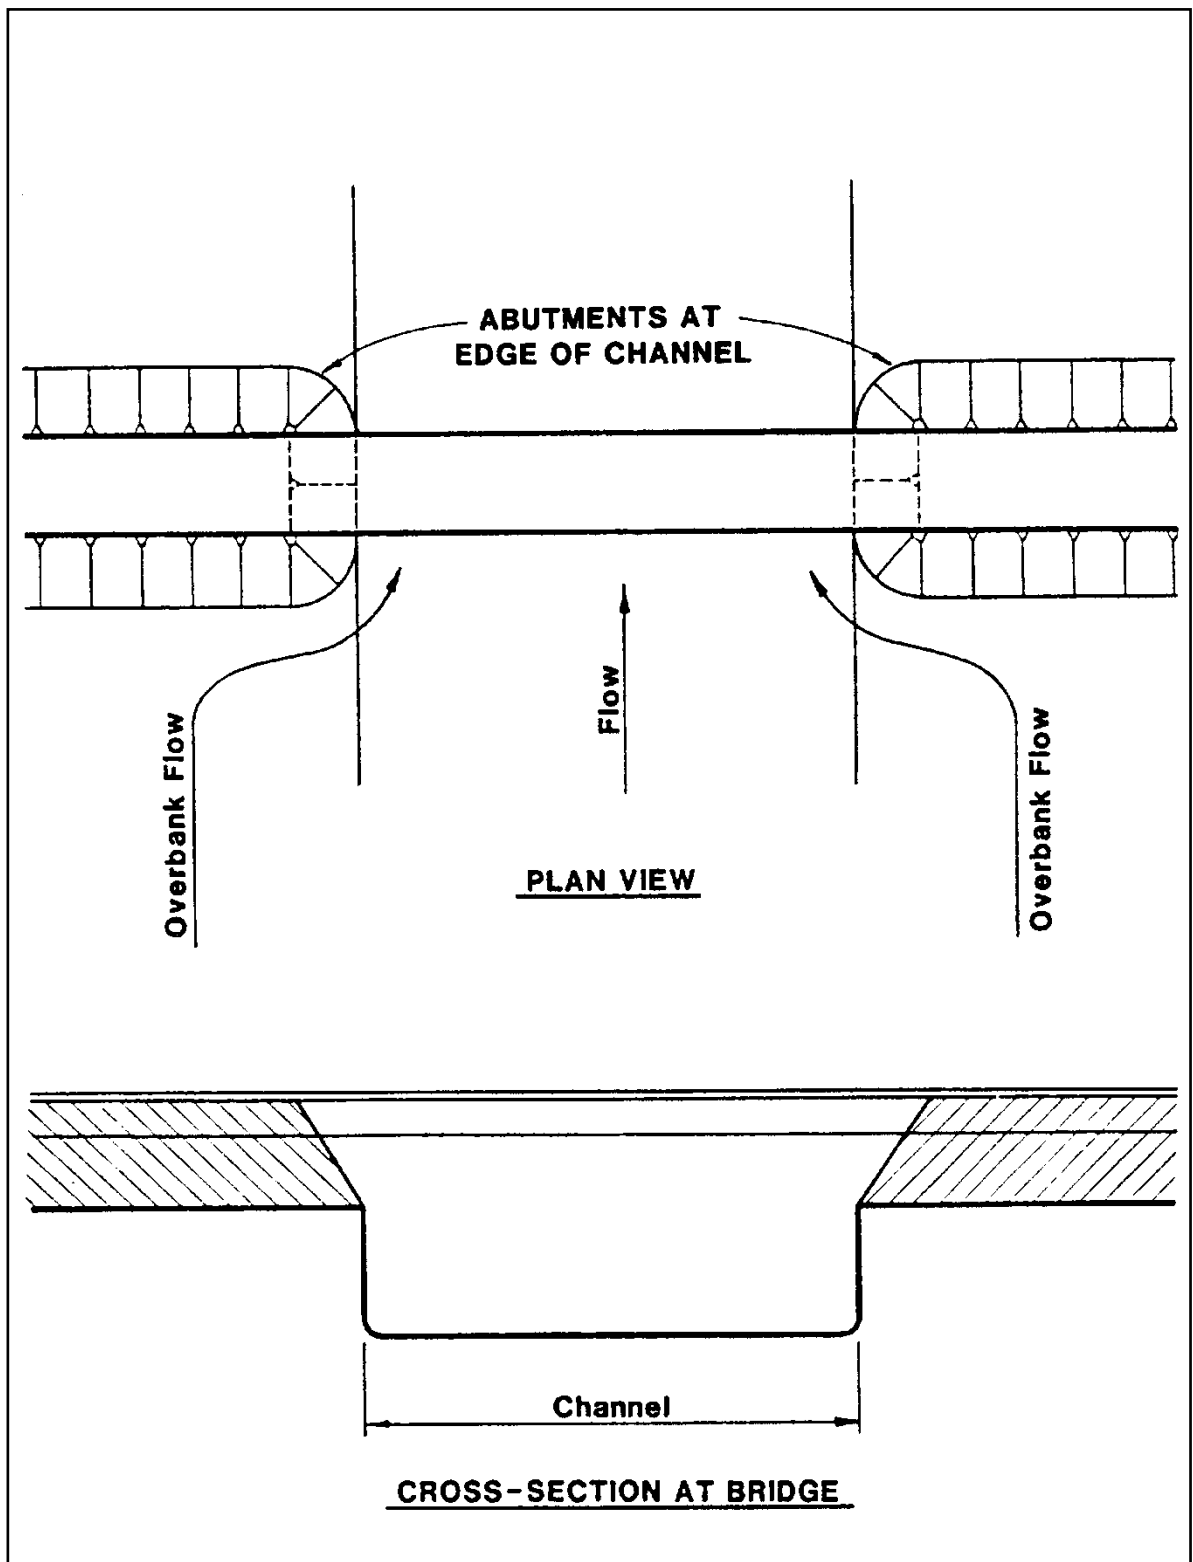 ABUTMENTS AT
EDGE OF CHANNEL
Flow
Overbank Flow
Overbank Flow
PLAN VIEW
Channel
CROSS-SECTION AT BRIDGE